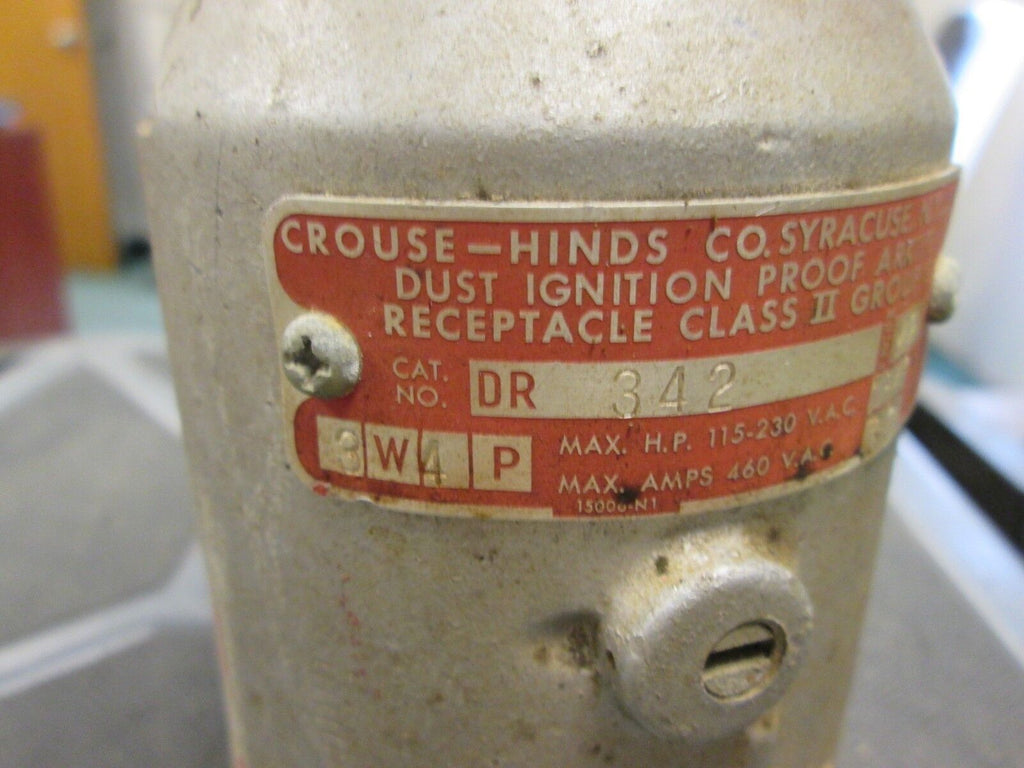 CROUSE-HINDS CO. SYRACUSE
DUST IGNITION PROOF
RECEPTACLE CLASS II
CAT. NO. DR 342
3 W 4 P
MAX. H.P. 115-230 V.A.C.
MAX. AMPS 460 V.A.C.